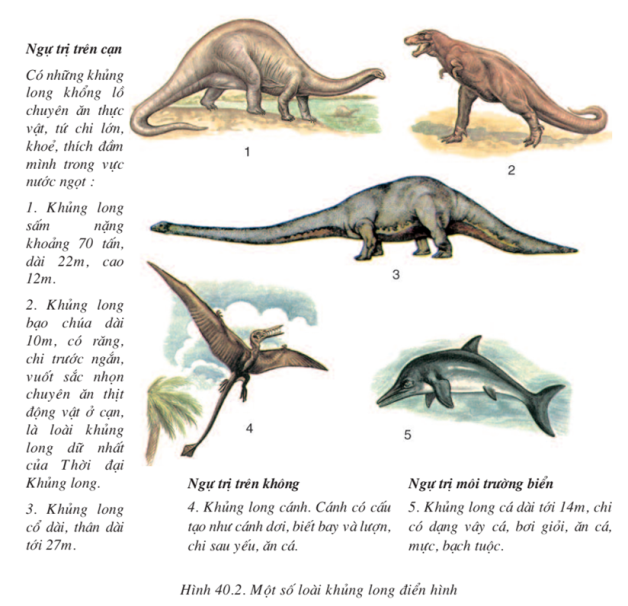 Ngự trị trên cạn
Có những khủng
long khổng lồ
chuyên ăn thực
vật, tứ chi lớn,
khoẻ, thích đầm
mình trong vực
nước ngọt :
1. Khủng long
sấm nặng
khoảng 70 tấn,
dài 22m, cao
12m.
2. Khủng long
bạo chúa dài
10m, có răng,
chi trước ngắn,
vuốt sắc nhọn
chuyên ăn thịt
động vật ở cạn,
là loài khủng
long dữ nhất
của Thời đại
Khủng long.
3. Khủng long
cổ dài, thân dài
tới 27m.
1
2
3
4
5
Ngự trị trên không
4. Khủng long cánh. Cánh có cấu
tạo như cánh dơi, biết bay và lượn,
chi sau yếu, ăn cá.
Ngự trị môi trường biển
5. Khủng long cá dài tới 14m, chi
có dạng vây cá, bơi giỏi, ăn cá,
mực, bạch tuộc.
Hình 40.2. Một số loài khủng long điển hình